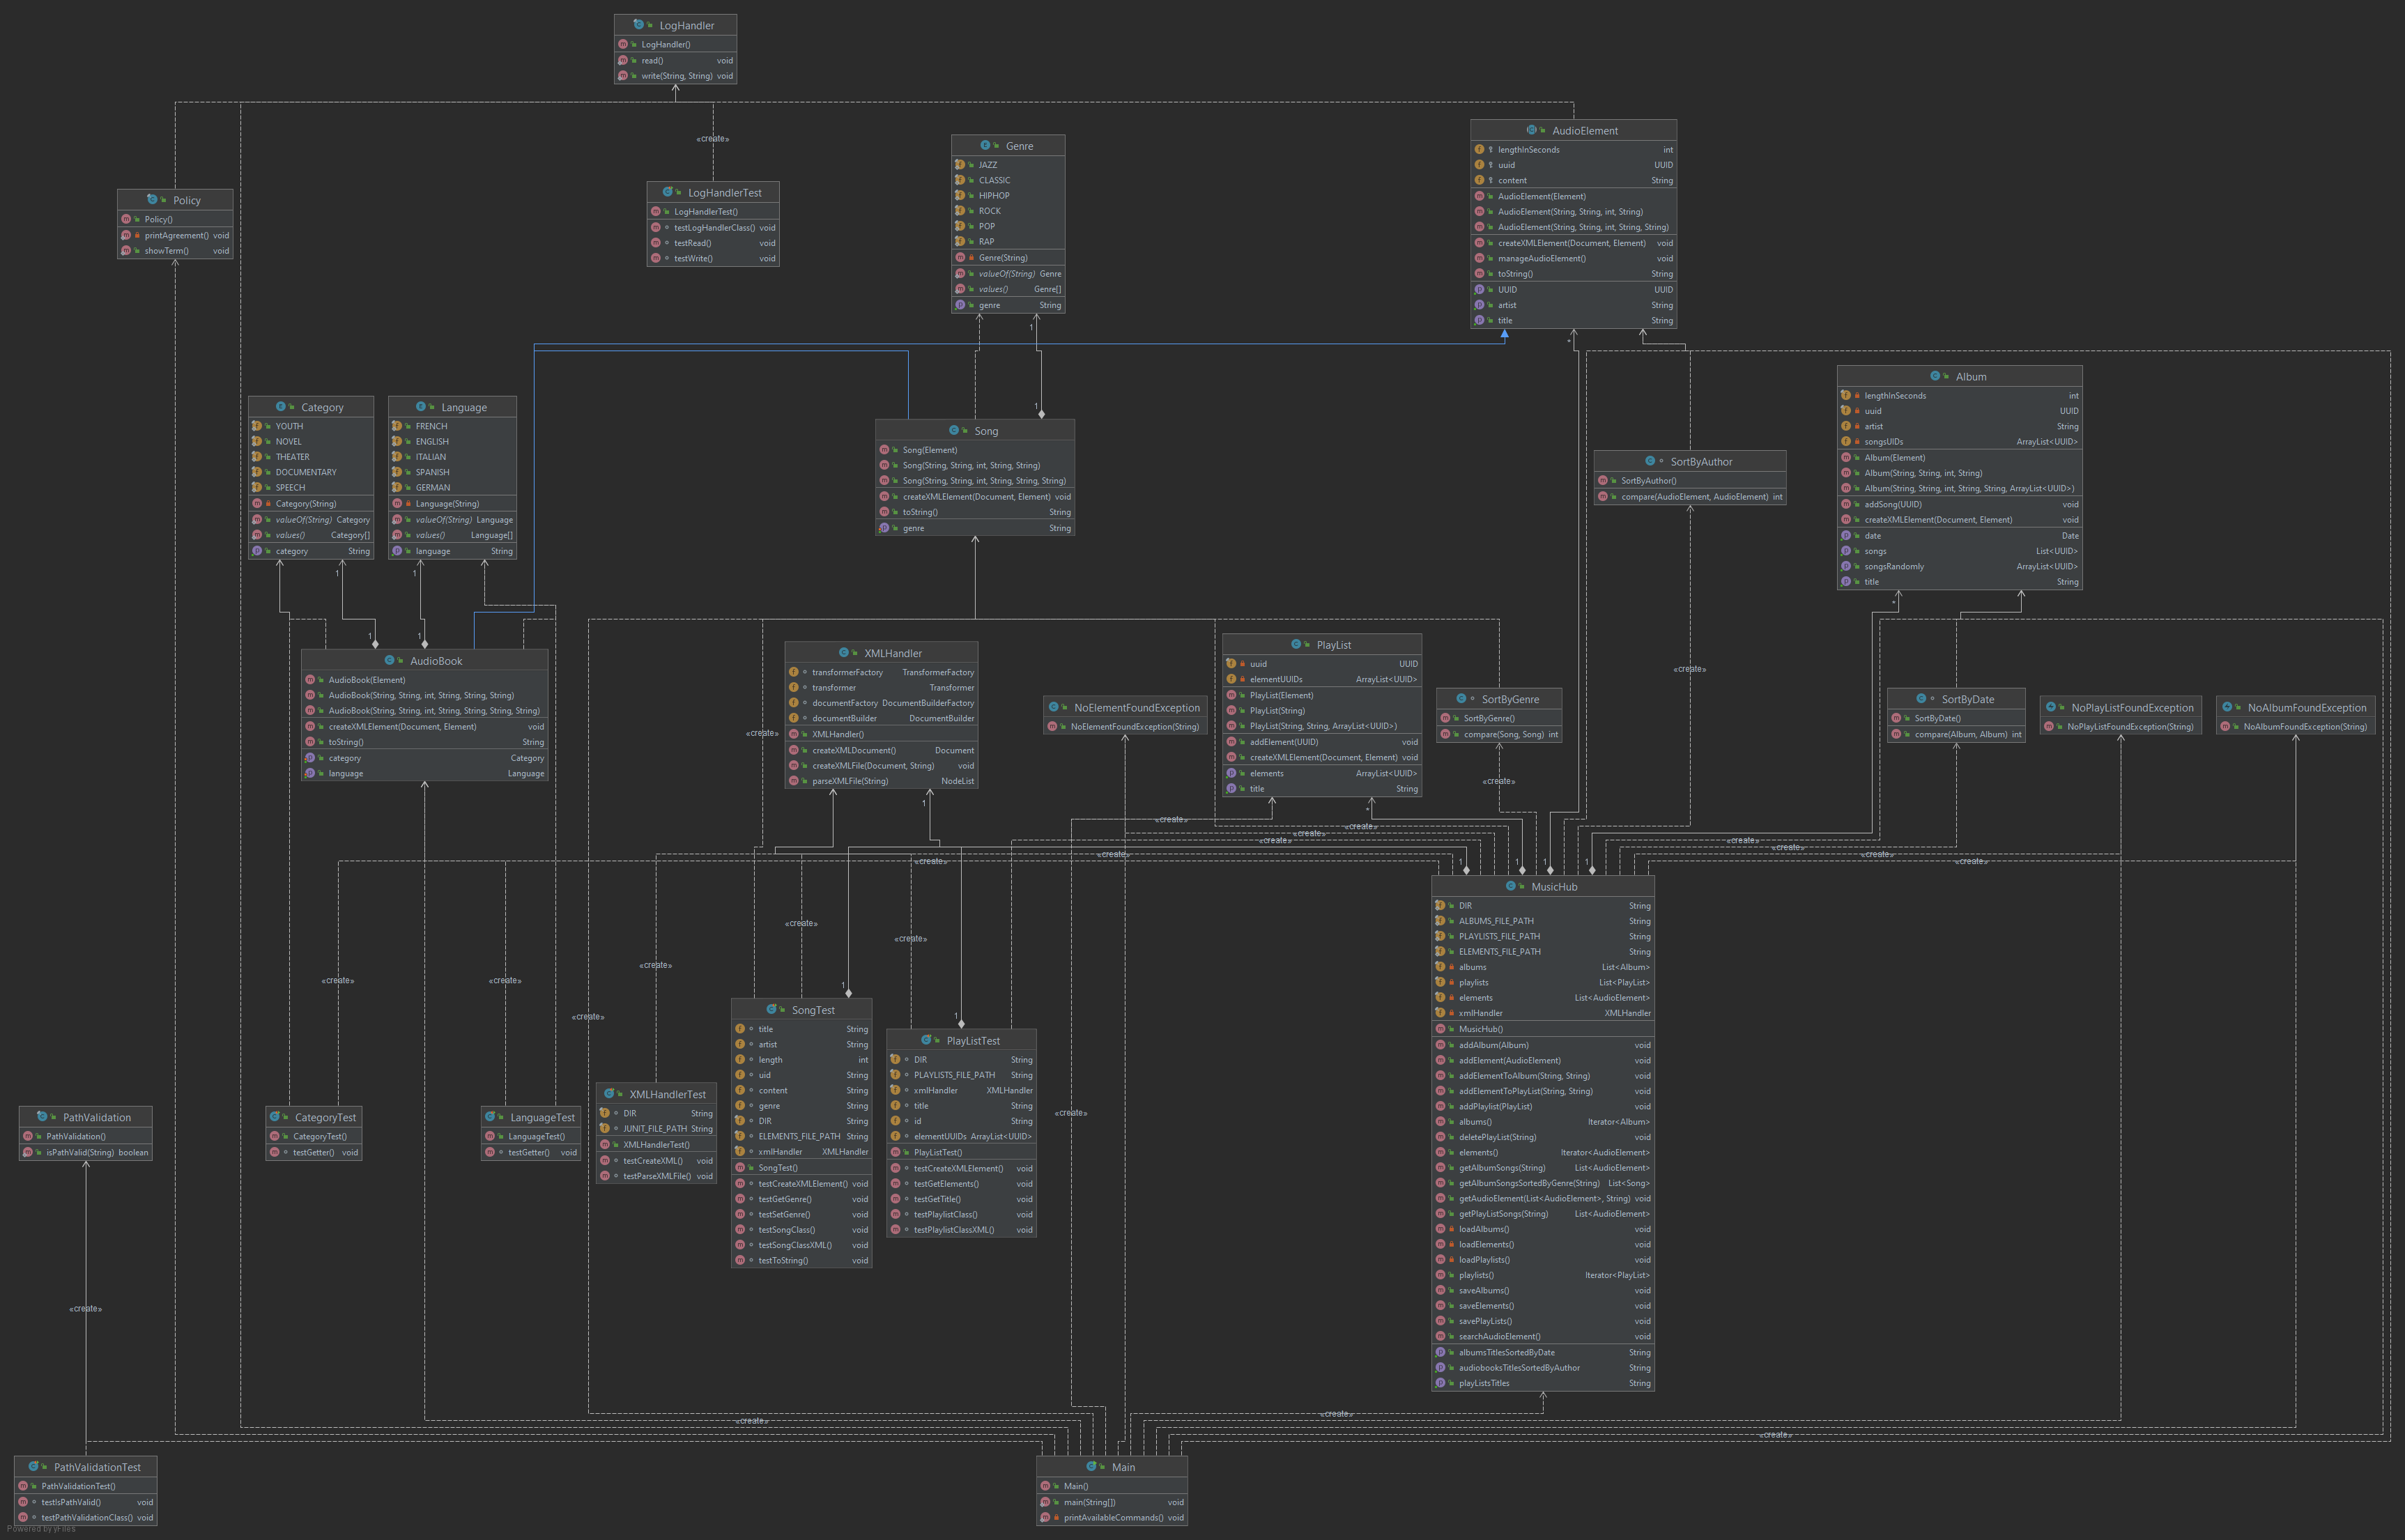 LogHandler
LogHandler()
read() void
write(String, String) void
«create»
Policy
Policy()
printAgreement() void
showTerm() void
LogHandlerTest
LogHandlerTest()
testLogHandlerClass() void
testRead() void
testWrite() void
Genre
JAZZ
CLASSIC
HIPHOP
ROCK
POP
RAP
Genre(String)
valueOf(String) Genre
values() Genre[]
genre String
1
AudioElement
lengthInSeconds int
uuid UUID
content String
AudioElement(Element)
AudioElement(String, String, int, String)
AudioElement(String, String, int, String, String)
createXMLElement(Document, Element) void
manageAudioElement() void
toString() String
UUID UUID
artist String
title String
*
Category
YOUTH
NOVEL
THEATER
DOCUMENTARY
SPEECH
Category(String)
valueOf(String) Category
values() Category[]
category String
1
Language
FRENCH
ENGLISH
ITALIAN
SPANISH
GERMAN
Language(String)
valueOf(String) Language
values() Language[]
language String
1
1
Song
Song(Element)
Song(String, String, int, String, String)
Song(String, String, int, String, String, String)
createXMLElement(Document, Element) void
toString() String
genre String
SortByAuthor
SortByAuthor()
compare(AudioElement, AudioElement) int
Album
lengthInSeconds int
uuid UUID
artist String
songsUIDs ArrayList<UUID>
Album(Element)
Album(String, String, int, String)
Album(String, String, int, String, String, ArrayList<UUID>)
addSong(UUID) void
createXMLElement(Document, Element) void
date Date
songs List<UUID>
songsRandomly ArrayList<UUID>
title String
*
1
1
AudioBook
AudioBook(Element)
AudioBook(String, String, int, String, String, String)
AudioBook(String, String, int, String, String, String, String)
createXMLElement(Document, Element) void
toString() String
category Category
language Language
XMLHandler
transformerFactory TransformerFactory
transformer Transformer
documentFactory DocumentBuilderFactory
documentBuilder DocumentBuilder
XMLHandler()
createXMLDocument() Document
createXMLFile(Document, String) void
parseXMLFile(String) NodeList
1
NoElementFoundException
NoElementFoundException(String)
PlayList
uuid UUID
elementUUIDs ArrayList<UUID>
PlayList(Element)
PlayList(String)
PlayList(String, String, ArrayList<UUID>)
addElement(UUID) void
createXMLElement(Document, Element) void
elements ArrayList<UUID>
title String
*
SortByGenre
SortByGenre()
compare(Song, Song) int
SortByDate
SortByDate()
compare(Album, Album) int
NoPlayListFoundException
NoPlayListFoundException(String)
NoAlbumFoundException
NoAlbumFoundException(String)
«create»
«create»
«create»
«create»
«create»
«create»
«create»
«create»
«create»
«create»
«create»
«create»
«create»
1
1
1
1
MusicHub
DIR String
ALBUMS_FILE_PATH String
PLAYLISTS_FILE_PATH String
ELEMENTS_FILE_PATH String
albums List<Album>
playlists List<PlayList>
elements List<AudioElement>
xmlHandler XMLHandler
MusicHub()
addAlbum(Album) void
addElement(AudioElement) void
addElementToAlbum(String, String) void
addElementToPlayList(String, String) void
addPlaylist(PlayList) void
albums() Iterator<Album>
deletePlayList(String) void
elements() Iterator<AudioElement>
getAlbumSongs(String) List<AudioElement>
getAlbumSongsSortedByGenre(String) List<Song>
getAudioElement(List<AudioElement>, String) void
getPlayListSongs(String) List<AudioElement>
loadAlbums() void
loadElements() void
loadPlaylists() void
playlists() Iterator<PlayList>
saveAlbums() void
saveElements() void
savePlayLists() void
searchAudioElement() void
albumsTitlesSortedByDate String
audiobooksTitlesSortedByAuthor String
playListsTitles String
«create»
«create»
«create»
«create»
«create»
«create»
«create»
«create»
1
SongTest
title String
artist String
length int
uid String
content String
genre String
DIR String
ELEMENTS_FILE_PATH String
xmlHandler XMLHandler
SongTest()
testCreateXMLElement() void
testGetGenre() void
testSetGenre() void
testSongClass() void
testSongClassXML() void
testToString() void
1
PlayListTest
DIR String
PLAYLISTS_FILE_PATH String
xmlHandler XMLHandler
title String
id String
elementUUIDs ArrayList<UUID>
PlayListTest()
testCreateXMLElement() void
testGetElements() void
testGetTitle() void
testPlaylistClass() void
testPlaylistClassXML() void
XMLHandlerTest
DIR String
JUNIT_FILE_PATH String
XMLHandlerTest()
testCreateXML() void
testParseXMLFile() void
PathValidation
PathValidation()
isPathValid(String) boolean
CategoryTest
CategoryTest()
testGetter() void
LanguageTest
LanguageTest()
testGetter() void
«create»
«create»
«create»
«create»
PathValidationTest
PathValidationTest()
testIsPathValid() void
testPathValidationClass() void
Main
Main()
main(String[]) void
printAvailableCommands() void
Powered by yFiles